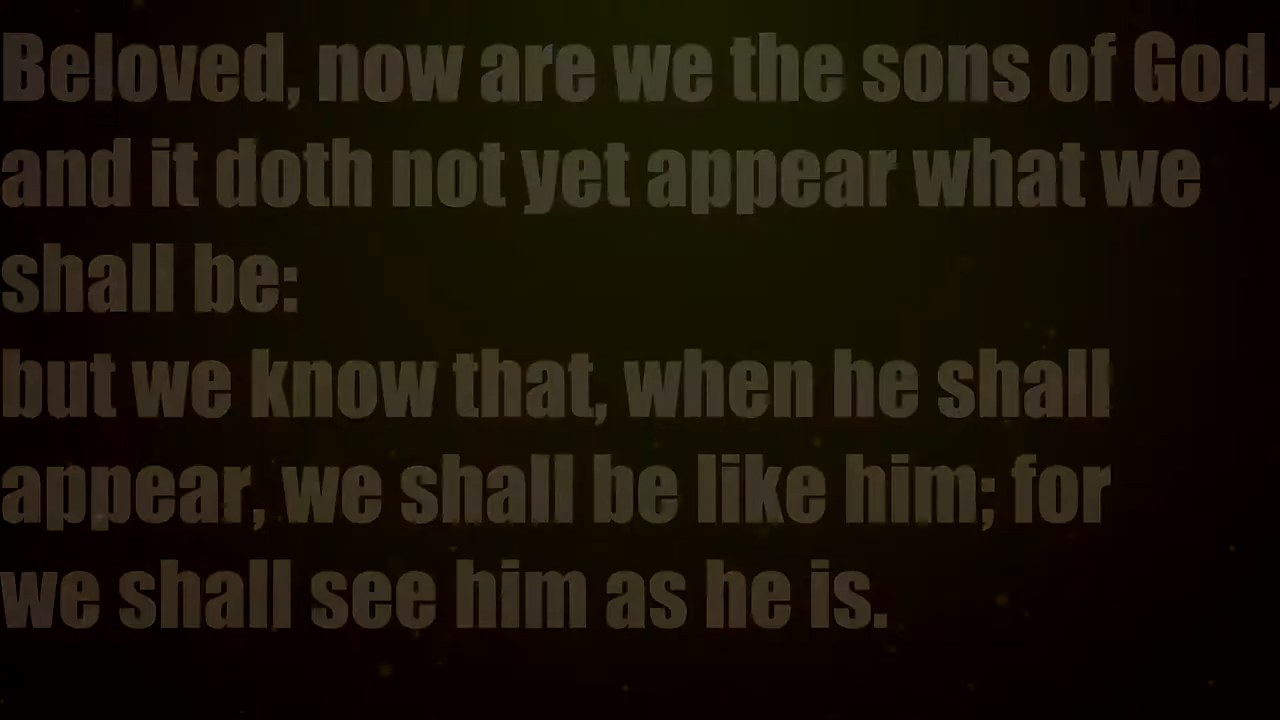 Beloved, now are we the sons of God,
and it doth not yet appear what we
shall be:
but we know that, when he shall
appear, we shall be like him; for
we shall see him as he is.